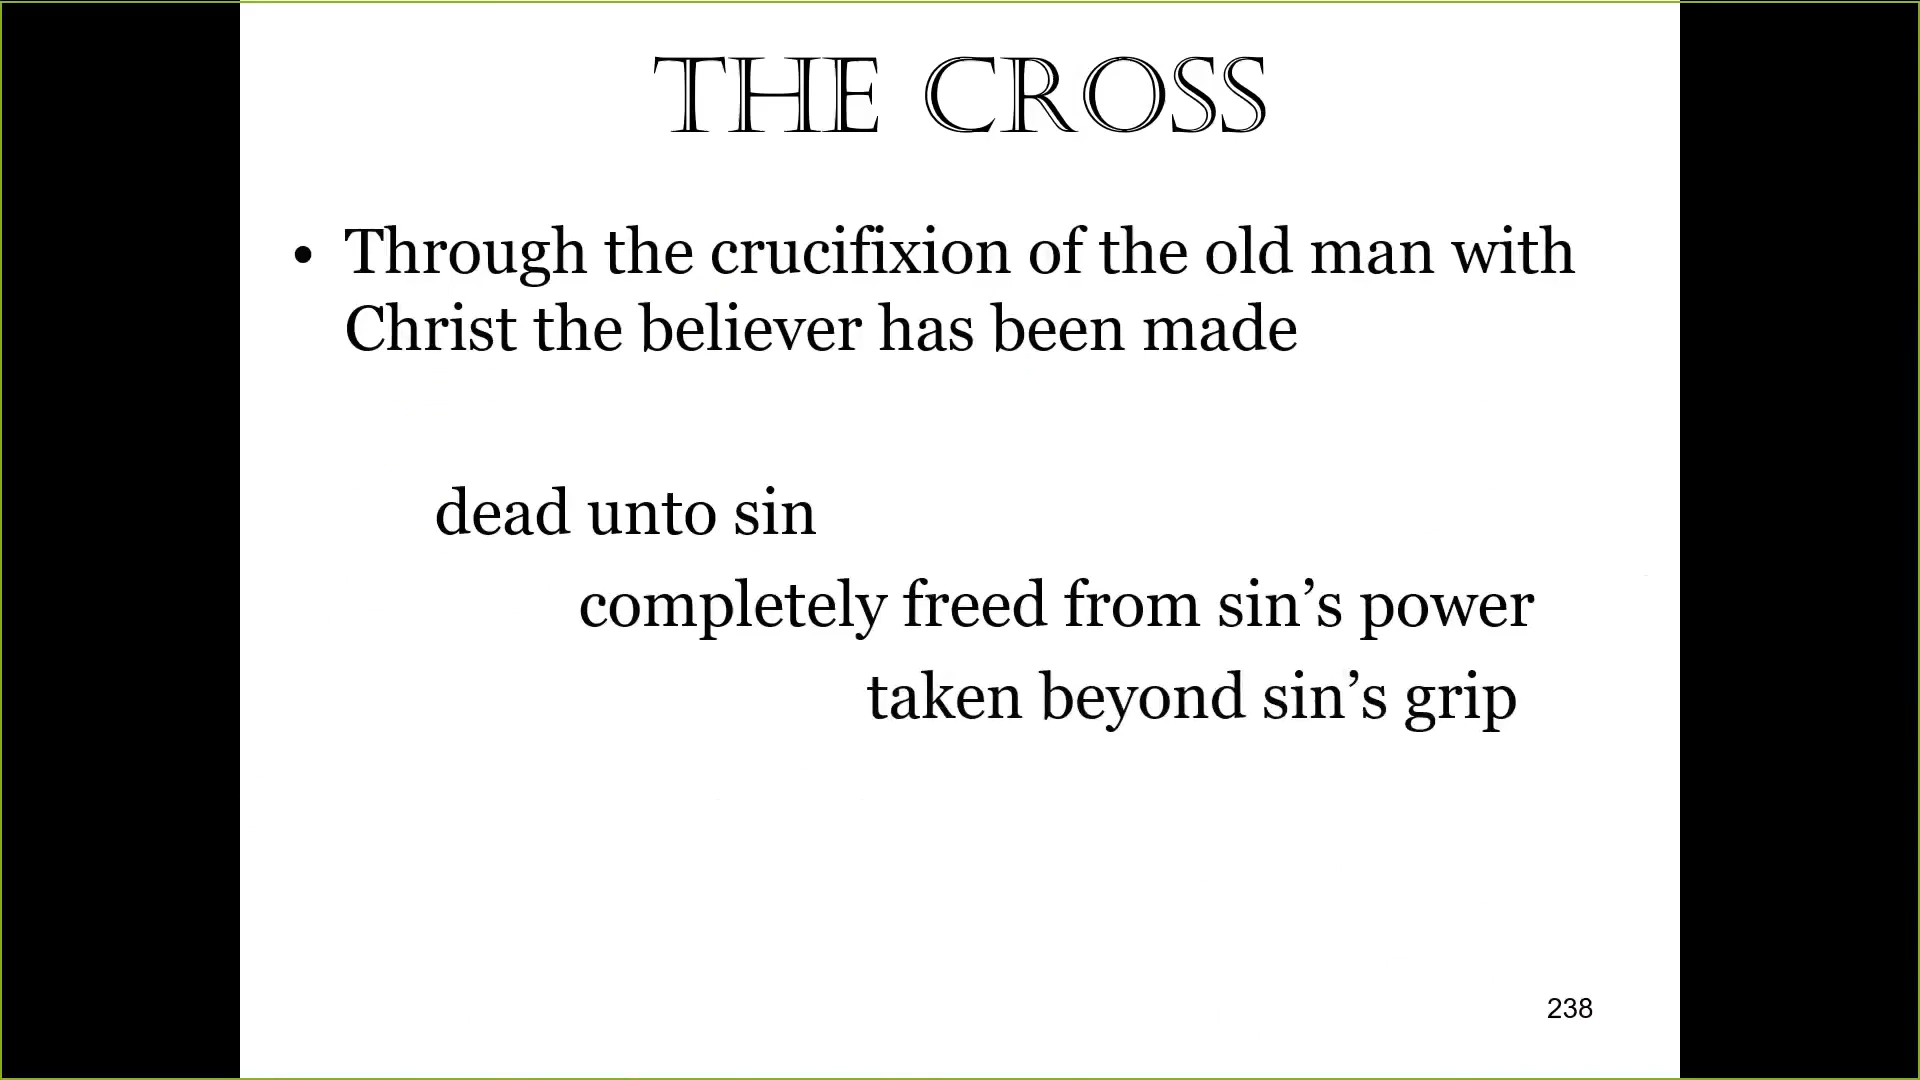 THE CROSS
• Through the crucifixion of the old man with
Christ the believer has been made
dead unto sin
completely freed from sin’s power
taken beyond sin’s grip
238